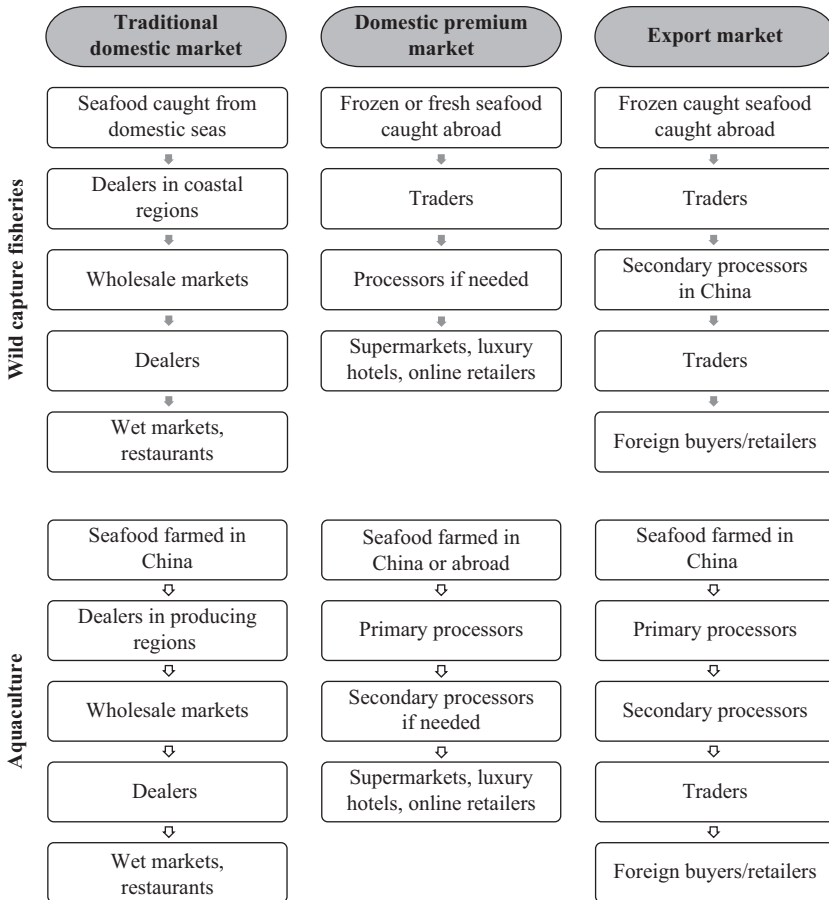 Traditional
domestic market
Domestic premium
market
Export market
Wild capture fisheries
Seafood caught from
domestic seas
Dealers in coastal
regions
Wholesale markets
Dealers
Wet markets,
restaurants
Frozen or fresh seafood
caught abroad
Traders
Processors if needed
Supermarkets, luxury
hotels, online retailers
Frozen caught seafood
caught abroad
Traders
Secondary processors
in China
Traders
Foreign buyers/retailers
Aquaculture
Seafood farmed in
China
Dealers in producing
regions
Wholesale markets
Dealers
Wet markets,
restaurants
Seafood farmed in
China or abroad
Primary processors
Secondary processors
if needed
Supermarkets, luxury
hotels, online retailers
Seafood farmed in
China
Primary processors
Secondary processors
Traders
Foreign buyers/retailers